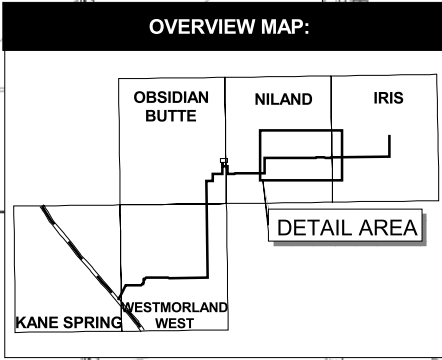 OVERVIEW MAP:
OBSIDIAN
BUTTE
NILAND
IRIS
DETAIL AREA
KANE SPRING
WESTMORLAND
WEST